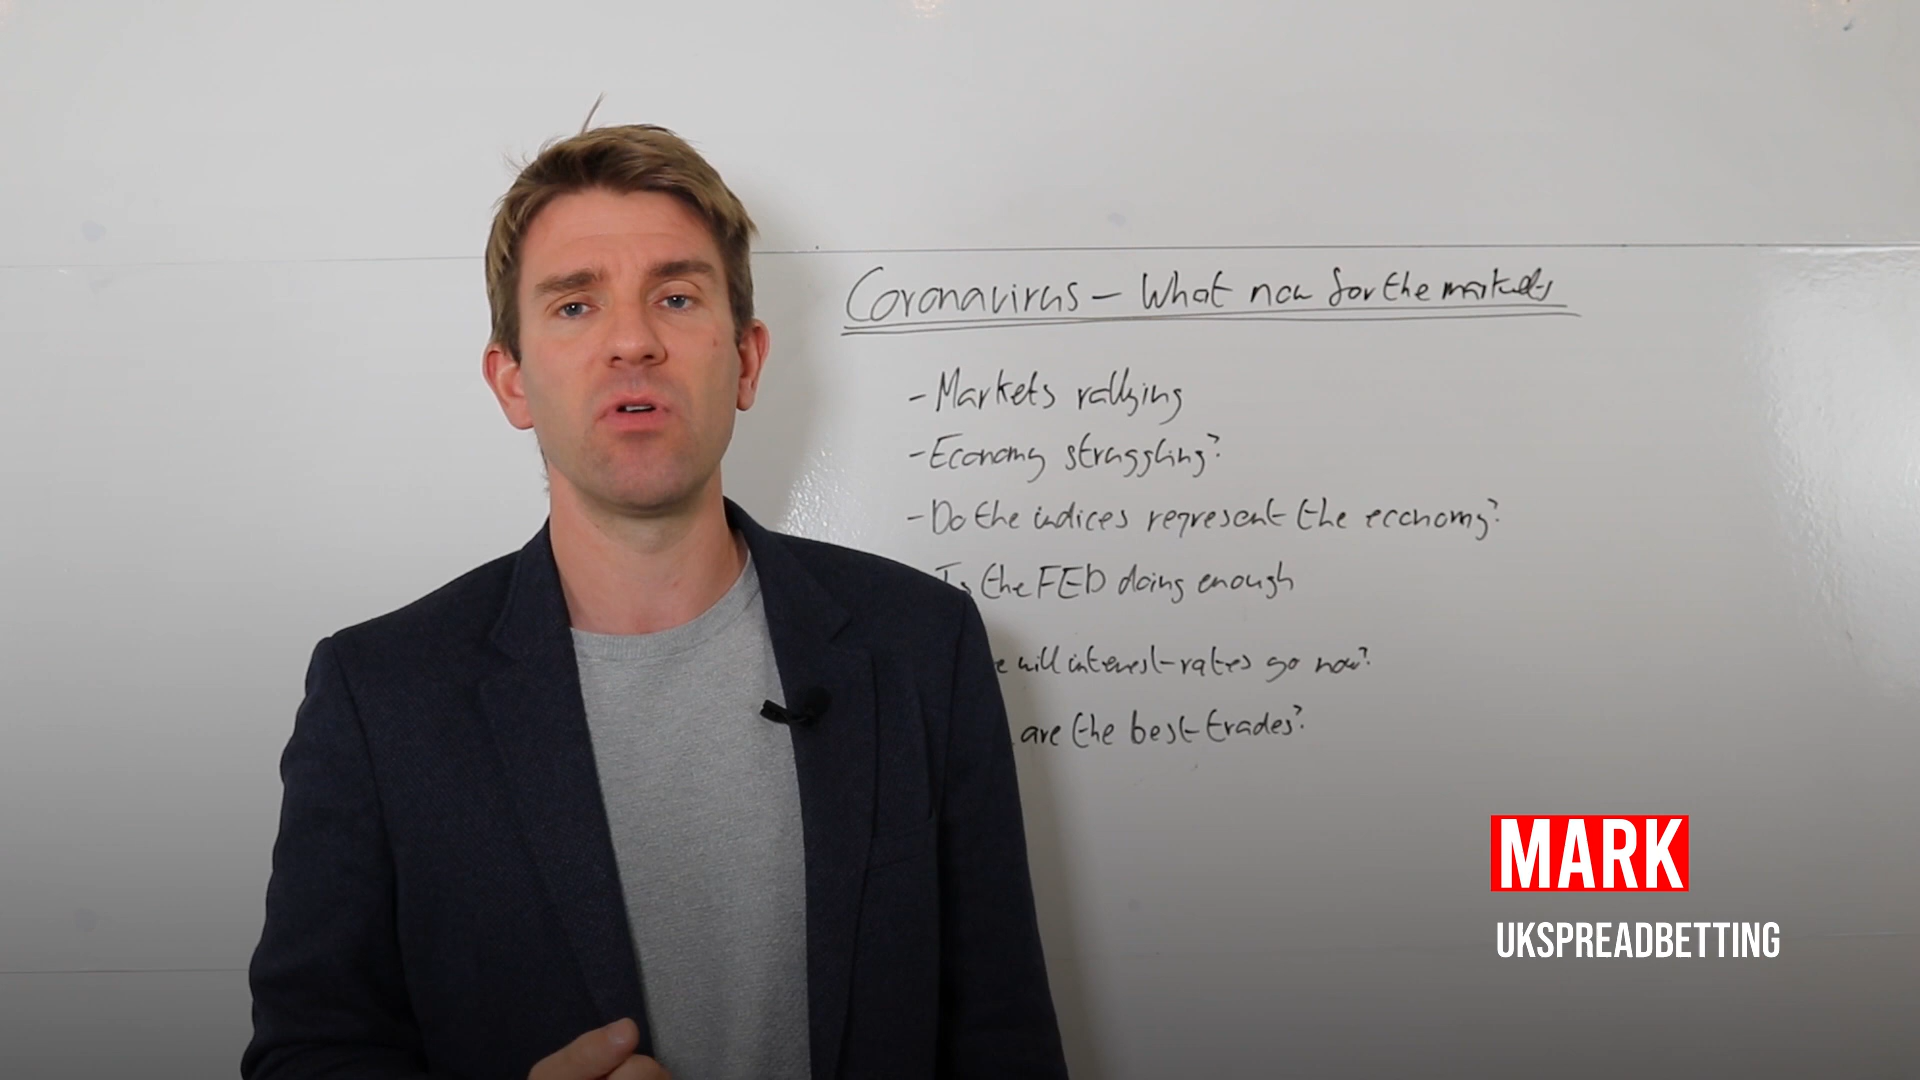 Coronavirus - What now for the markets
- Markets rallying
- Economy struggling?
- Do the indices represent the economy?
Is the FED doing enough
will interest rates go now?
are the best trades?
MARK
UKSPREADBETTING